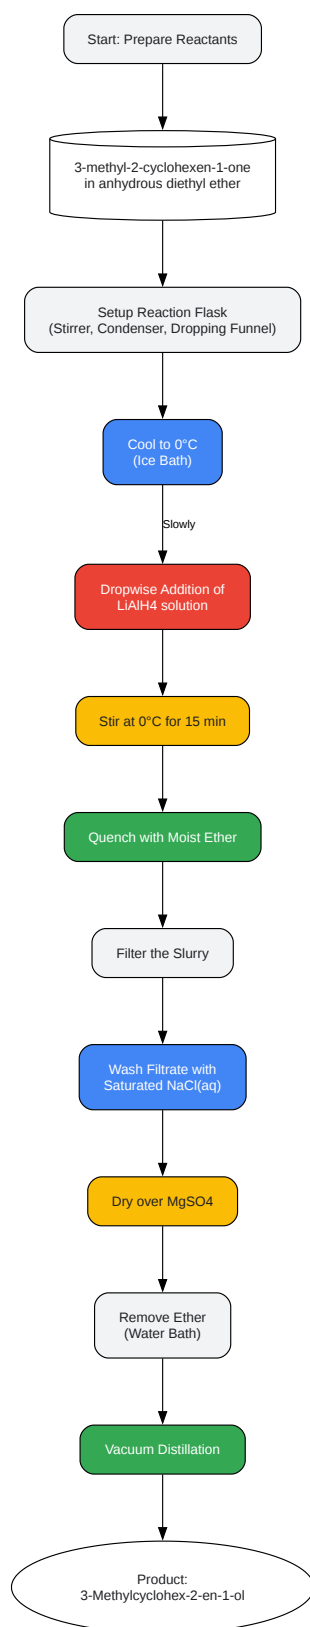 Start: Prepare Reactants
3-methyl-2-cyclohexen-1-one
in anhydrous diethyl ether
Setup Reaction Flask
(Stirrer, Condenser, Dropping Funnel)
Cool to 0°C
(Ice Bath)
Slowly
Dropwise Addition of
LiAlH4 solution
Stir at 0°C for 15 min
Quench with Moist Ether
Filter the Slurry
Wash Filtrate with
Saturated NaCl(aq)
Dry over MgSO4
Remove Ether
(Water Bath)
Vacuum Distillation
Product:
3-Methylcyclohex-2-en-1-ol